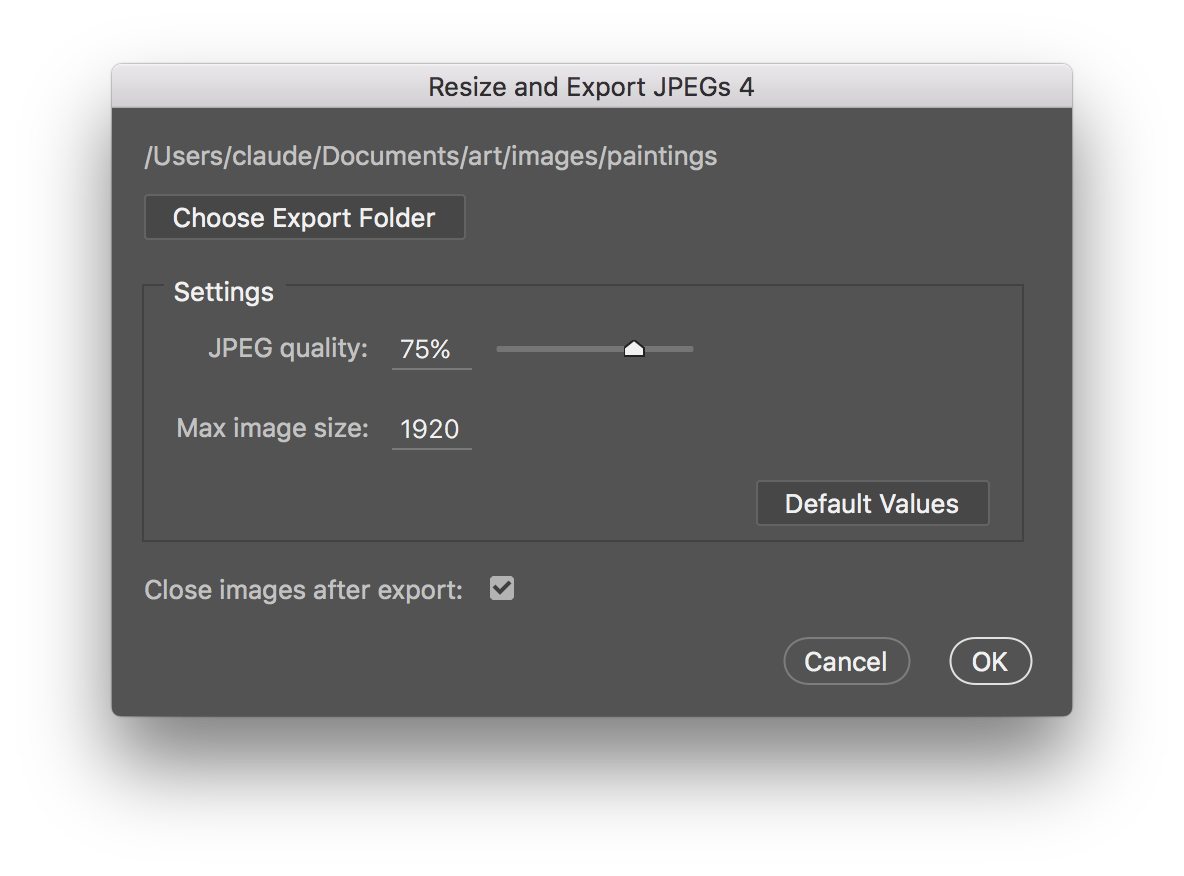 Resize and Export JPEGs 4
/Users/claude/Documents/art/images/paintings
Choose Export Folder
Settings
JPEG quality: 75%
Max image size: 1920
Default Values
Close images after export:
Cancel OK